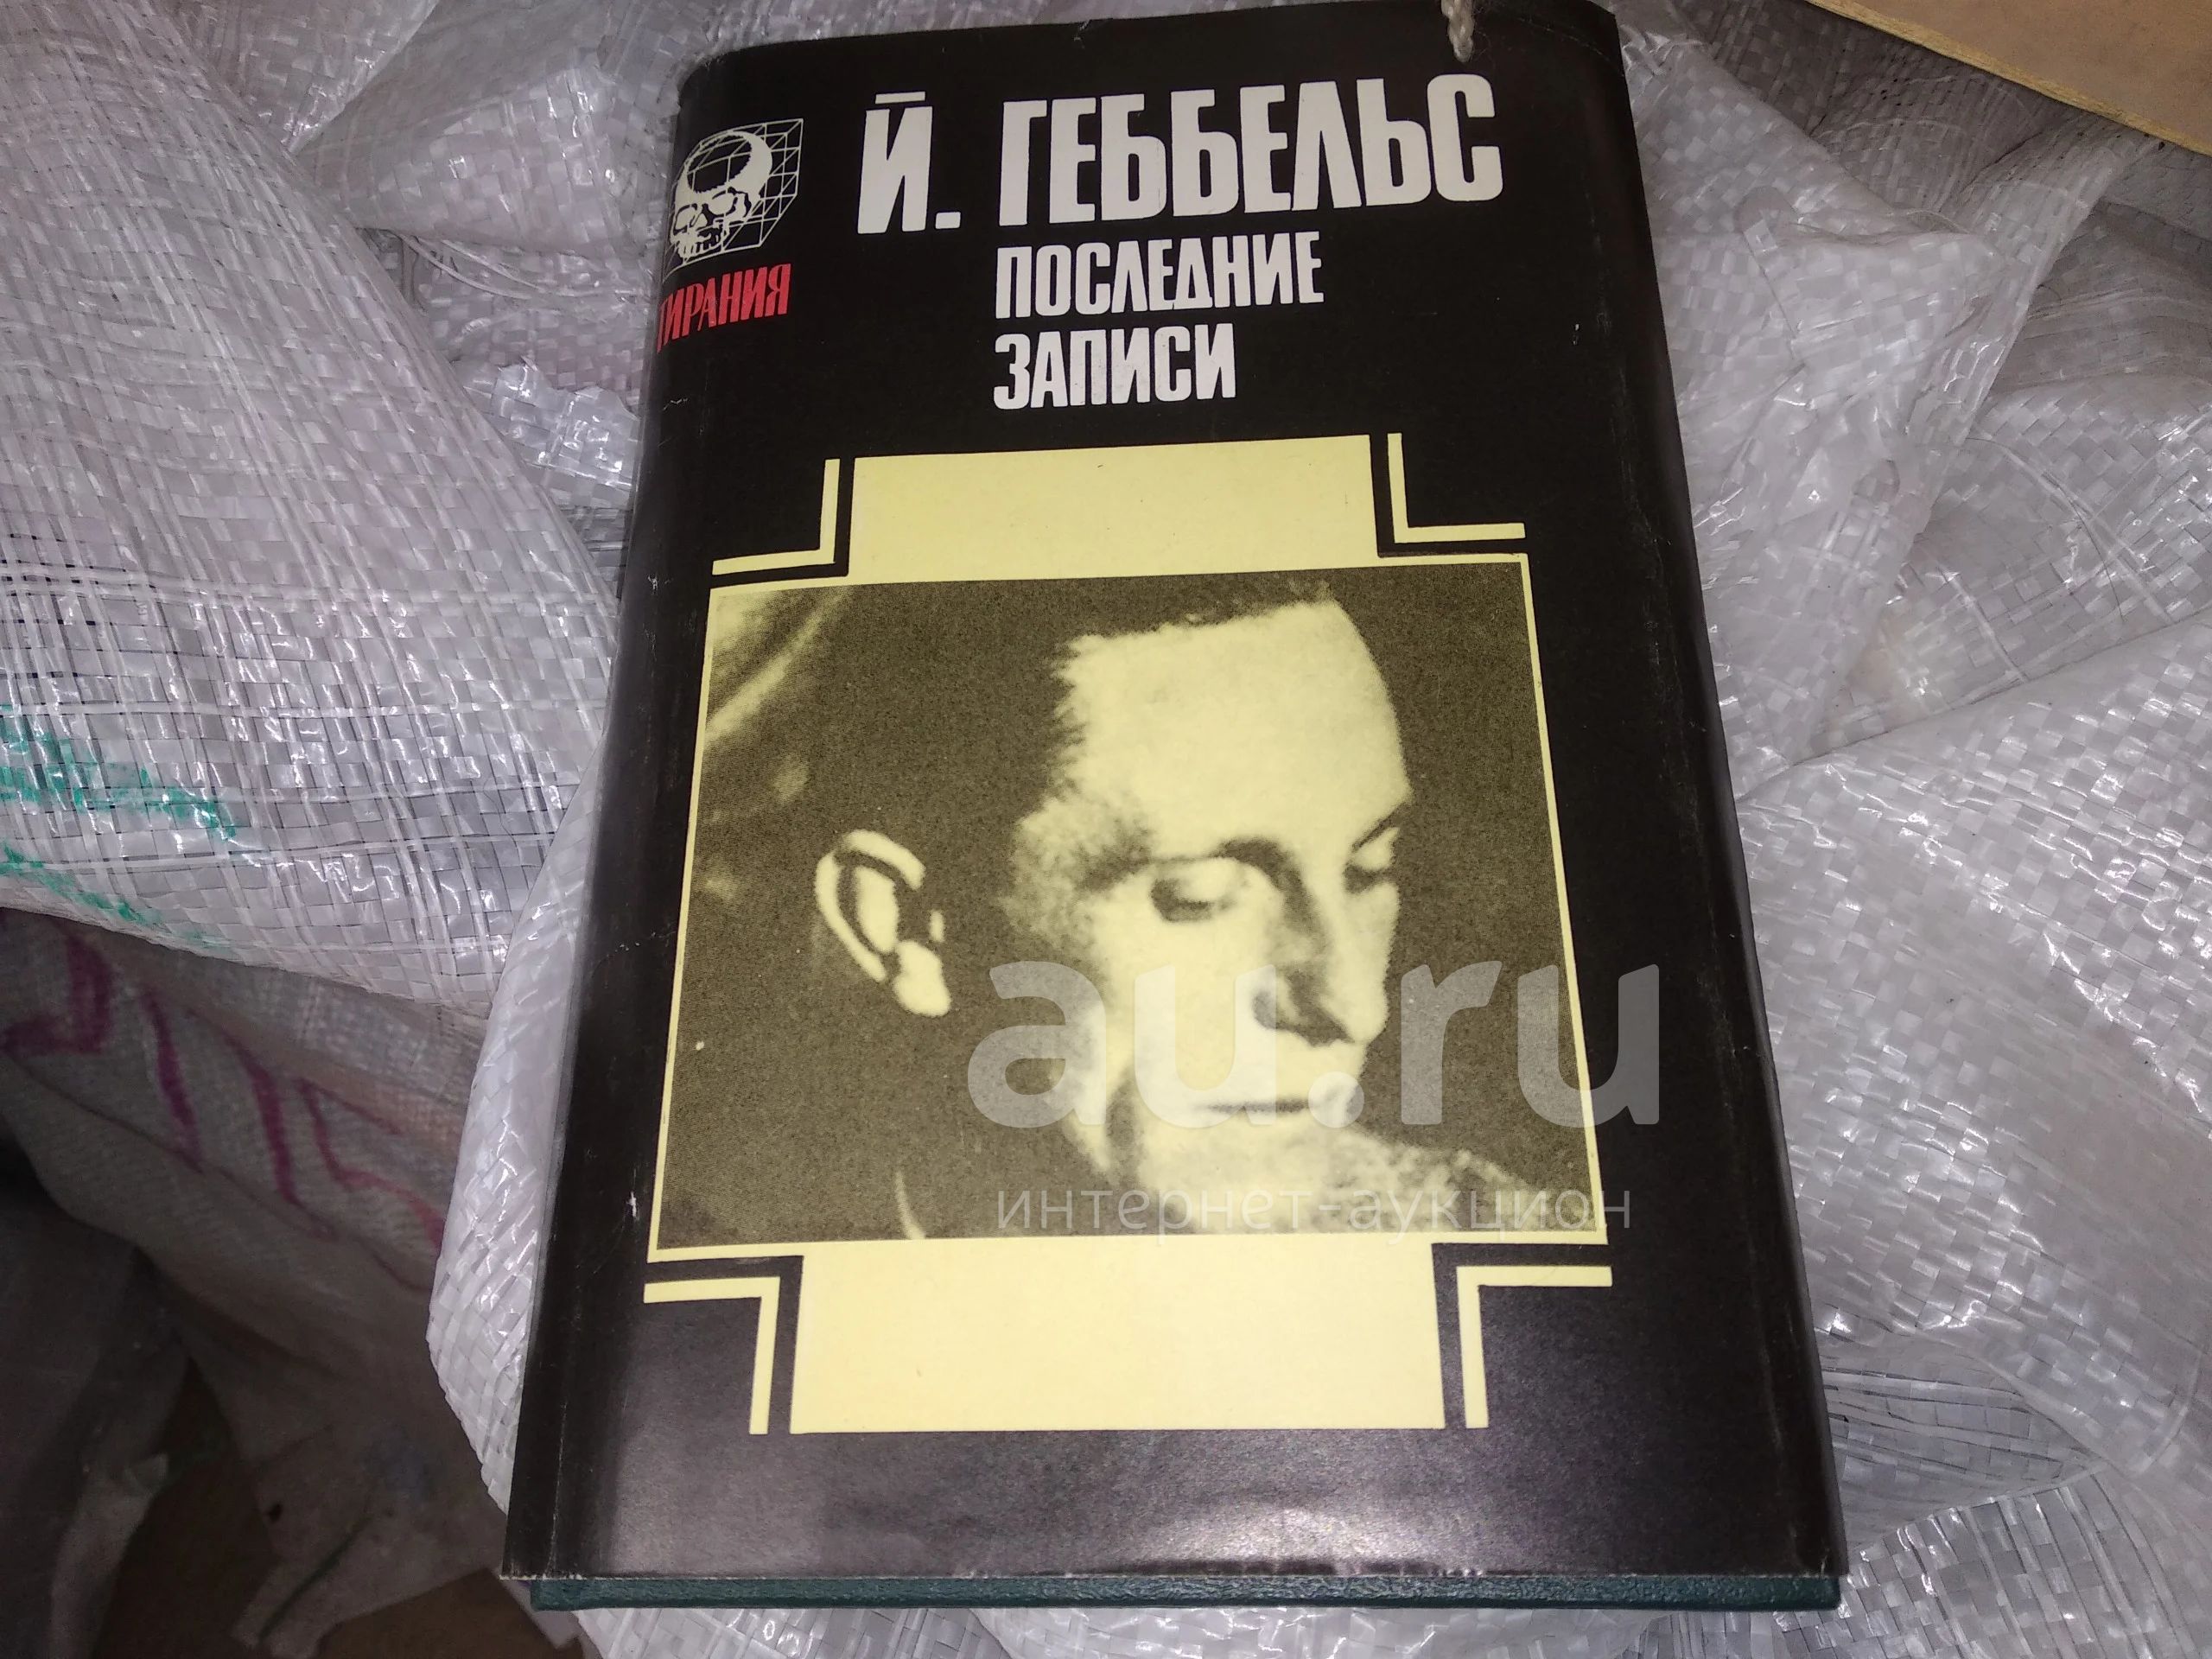 Й. ГЕББЕЛЬС
ПОСЛЕДНИЕ
ЗАПИСИ
ТИРАНИЯ
au.ru
интернет-аукцион